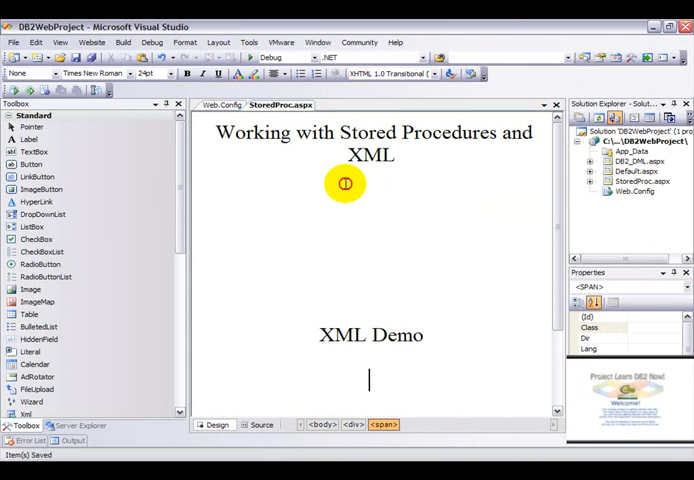 DB2WebProject - Microsoft Visual Studio
File Edit View Website Build Debug Format Layout Tools VMware Window Community Help
Debug .NET
None Times New Roman 24pt B I U A XHTML 1.0 Transitional (
Toolbox
Standard
Pointer
Label
TextBox
Button
LinkButton
ImageButton
HyperLink
DropDownList
ListBox
CheckBox
CheckBoxList
RadioButton
RadioButtonList
Image
ImageMap
Table
BulletedList
HiddenField
Literal
Calendar
AdRotator
FileUpload
Wizard
Xml
Toolbox Server Explorer
Error List Output
Item(s) Saved
Web.Config StoredProc.aspx
Working with Stored Procedures and
XML
XML Demo
Design Source <body> <div> <span>
Solution Explorer - Solut...
Solution 'DB2WebProject' (1 proj
C:\...\DB2WebProject\
App_Data
DB2_DML.aspx
Default.aspx
StoredProc.aspx
Web.Config
Properties
<SPAN>
(Id)
Class
Dir
Lang
Project Learn DB2 Now!
Welcome!